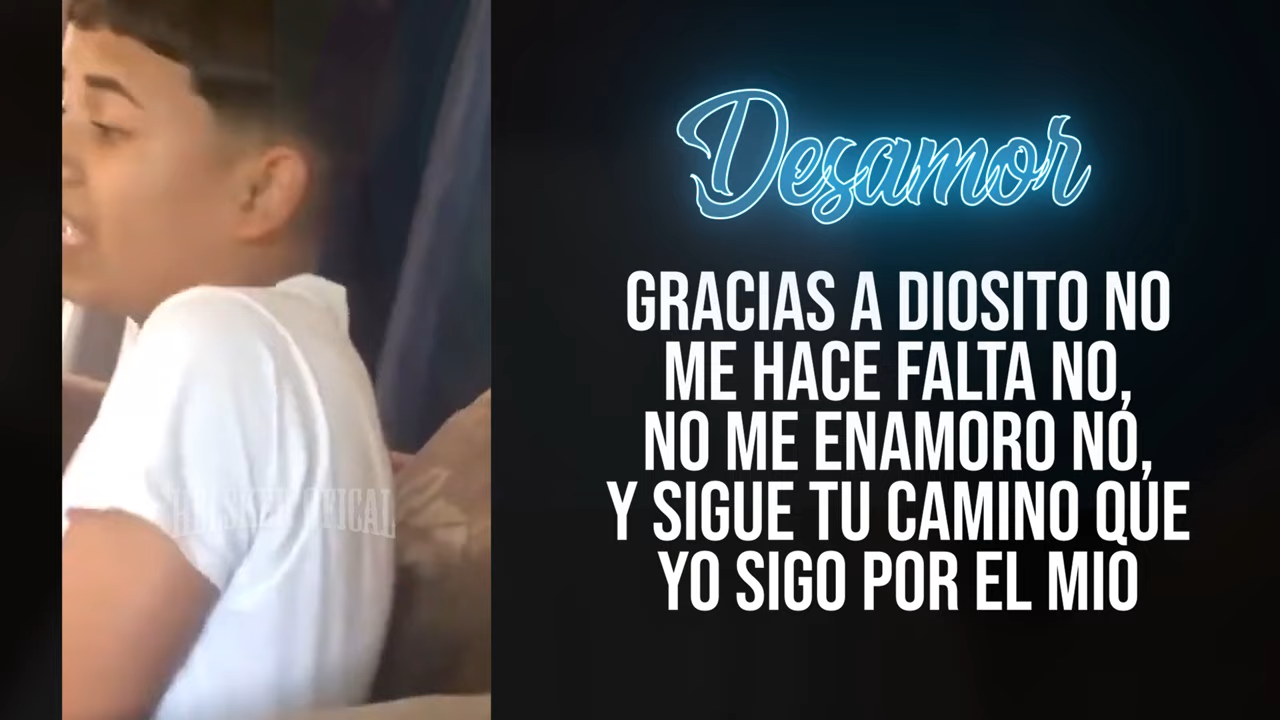 Desamor
GRACIAS A DIOSITO NO
ME HACE FALTA NO,
NO ME ENAMORO NO,
Y SIGUE TU CAMINO QUE
YO SIGO POR EL MIO